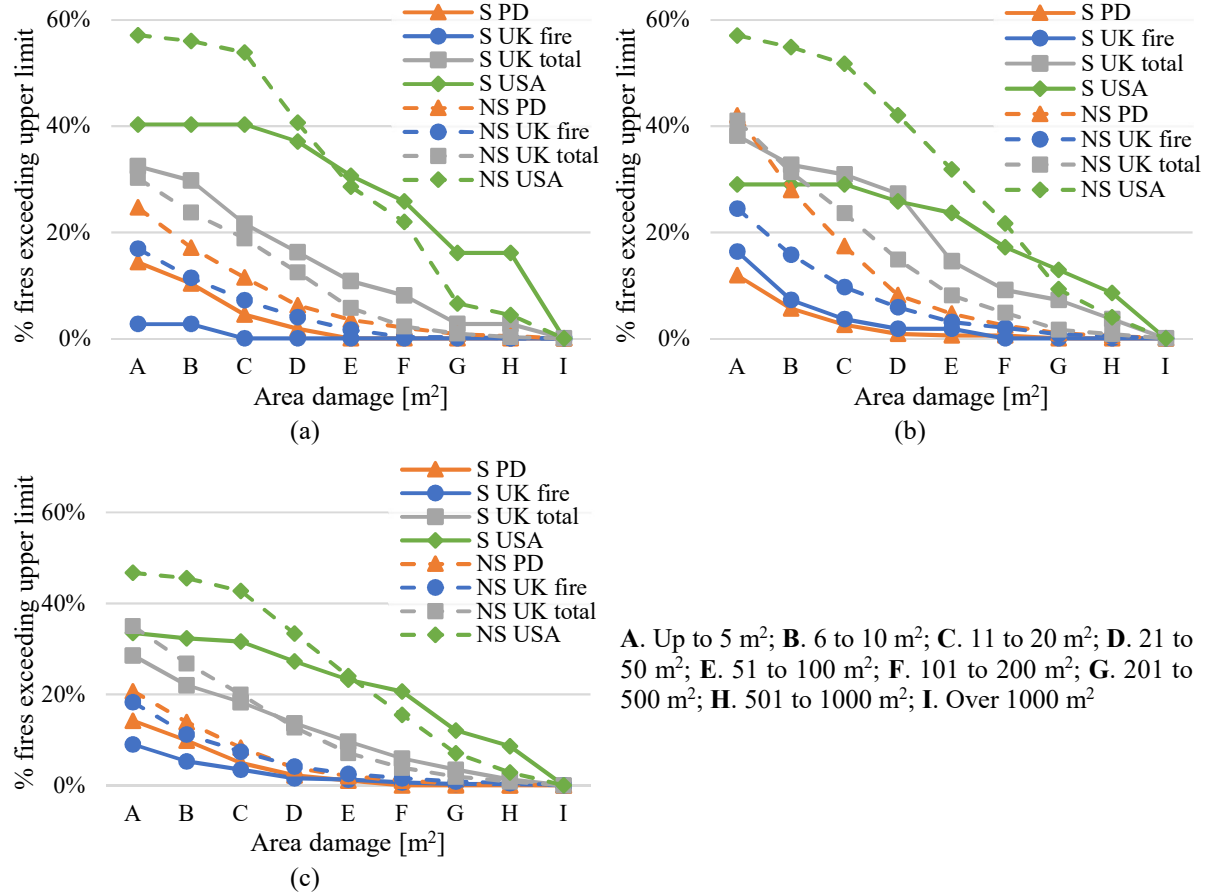 % fires exceeding upper limit
60%
40%
20%
0%
S PD
S UK fire
S UK total
S USA
NS PD
NS UK fire
NS UK total
NS USA
A B C D E F G H I
Area damage [m²]
(a)
% fires exceeding upper limit
60%
40%
20%
0%
S PD
S UK fire
S UK total
S USA
NS PD
NS UK fire
NS UK total
NS USA
A B C D E F G H I
Area damage [m²]
(b)
% fires exceeding upper limit
60%
40%
20%
0%
S PD
S UK fire
S UK total
S USA
NS PD
NS UK fire
NS UK total
NS USA
A B C D E F G H I
Area damage [m²]
(c)
A. Up to 5 m²; B. 6 to 10 m²; C. 11 to 20 m²; D. 21 to
50 m²; E. 51 to 100 m²; F. 101 to 200 m²; G. 201 to
500 m²; H. 501 to 1000 m²; I. Over 1000 m²